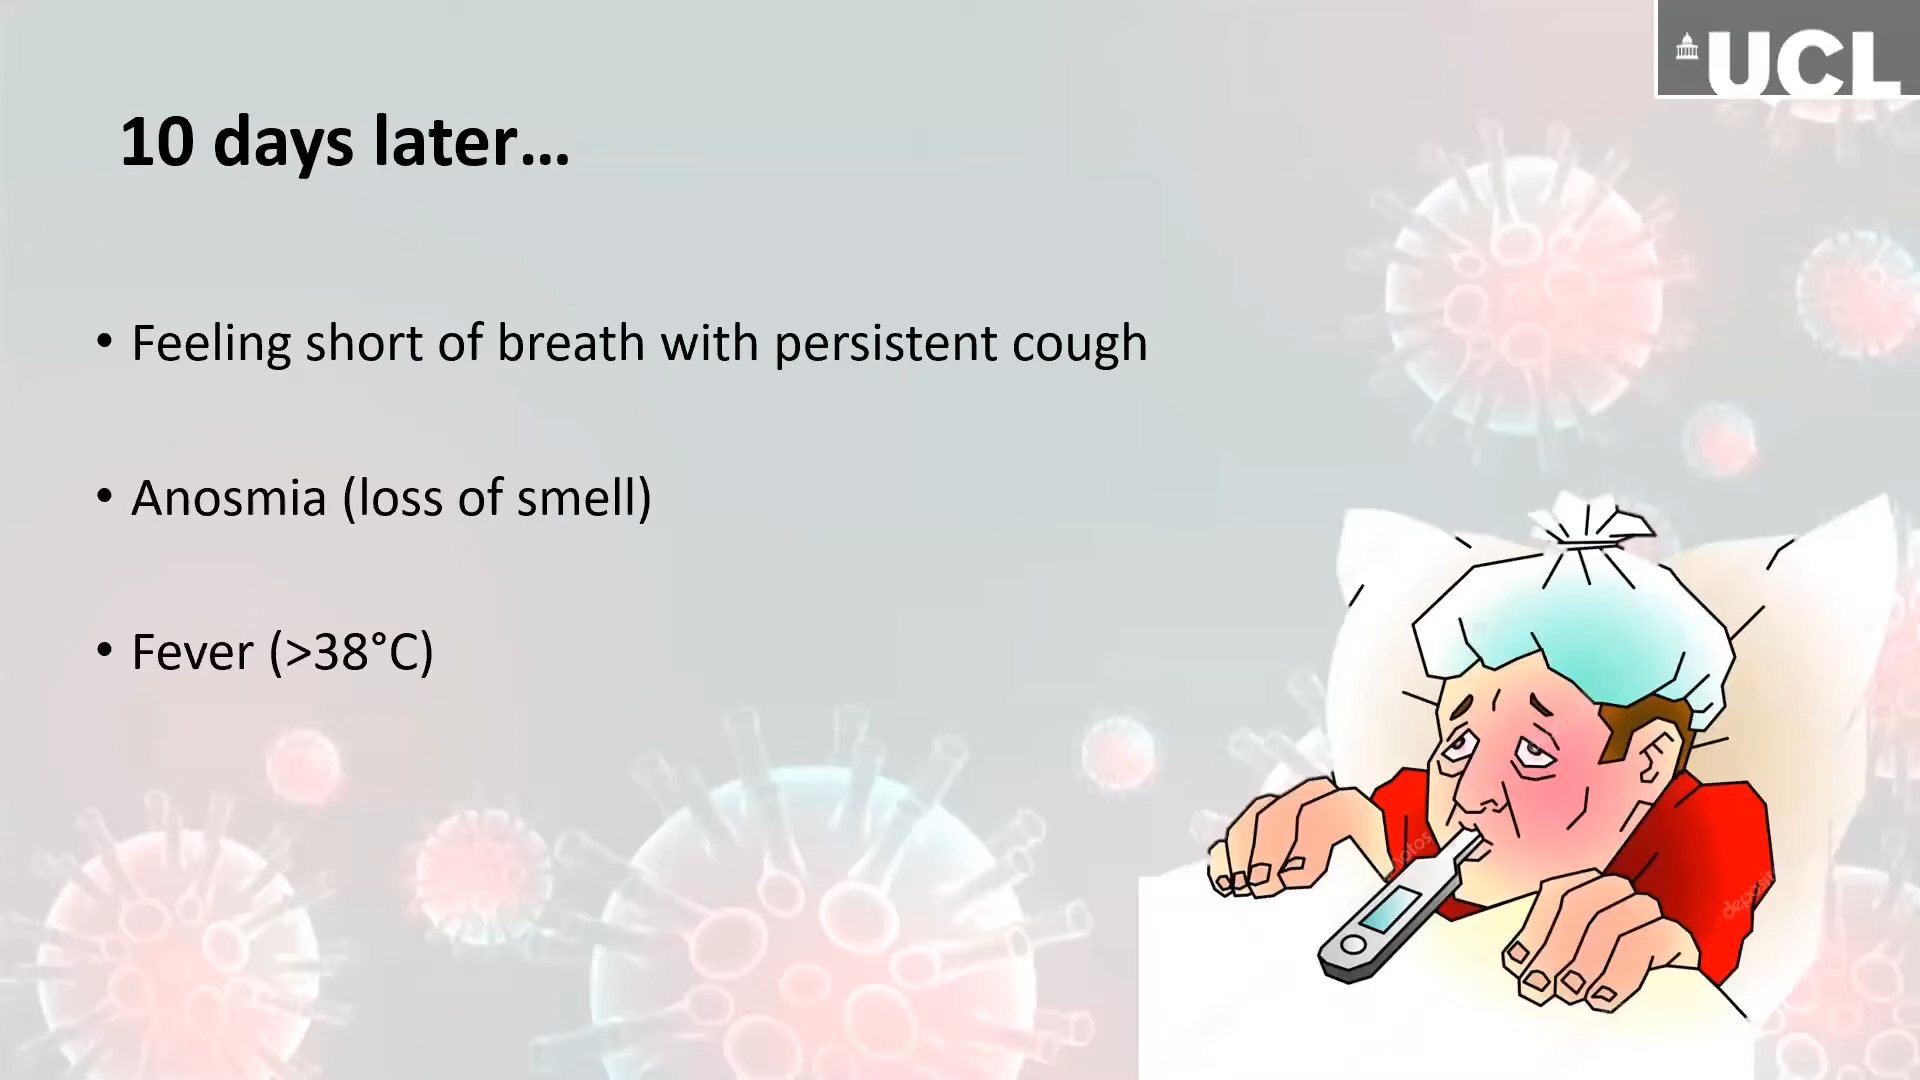 UCL
10 days later...
• Feeling short of breath with persistent cough
• Anosmia (loss of smell)
• Fever (>38°C)